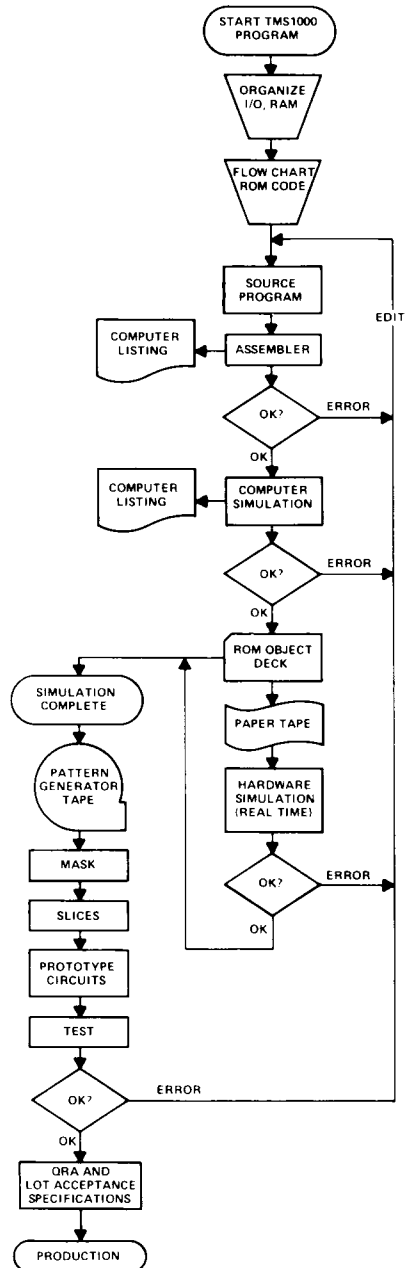 START TMS1000
PROGRAM
ORGANIZE
I/O, RAM
FLOW CHART
ROM CODE
SOURCE
PROGRAM
EDIT
COMPUTER
LISTING
ASSEMBLER
OK?
ERROR
OK
COMPUTER
LISTING
COMPUTER
SIMULATION
OK?
ERROR
OK
ROM OBJECT
DECK
SIMULATION
COMPLETE
PAPER TAPE
PATTERN
GENERATOR
TAPE
HARDWARE
SIMULATION
(REAL TIME)
MASK
OK?
ERROR
OK
SLICES
PROTOTYPE
CIRCUITS
TEST
OK?
ERROR
OK
QRA AND
LOT ACCEPTANCE
SPECIFICATIONS
PRODUCTION